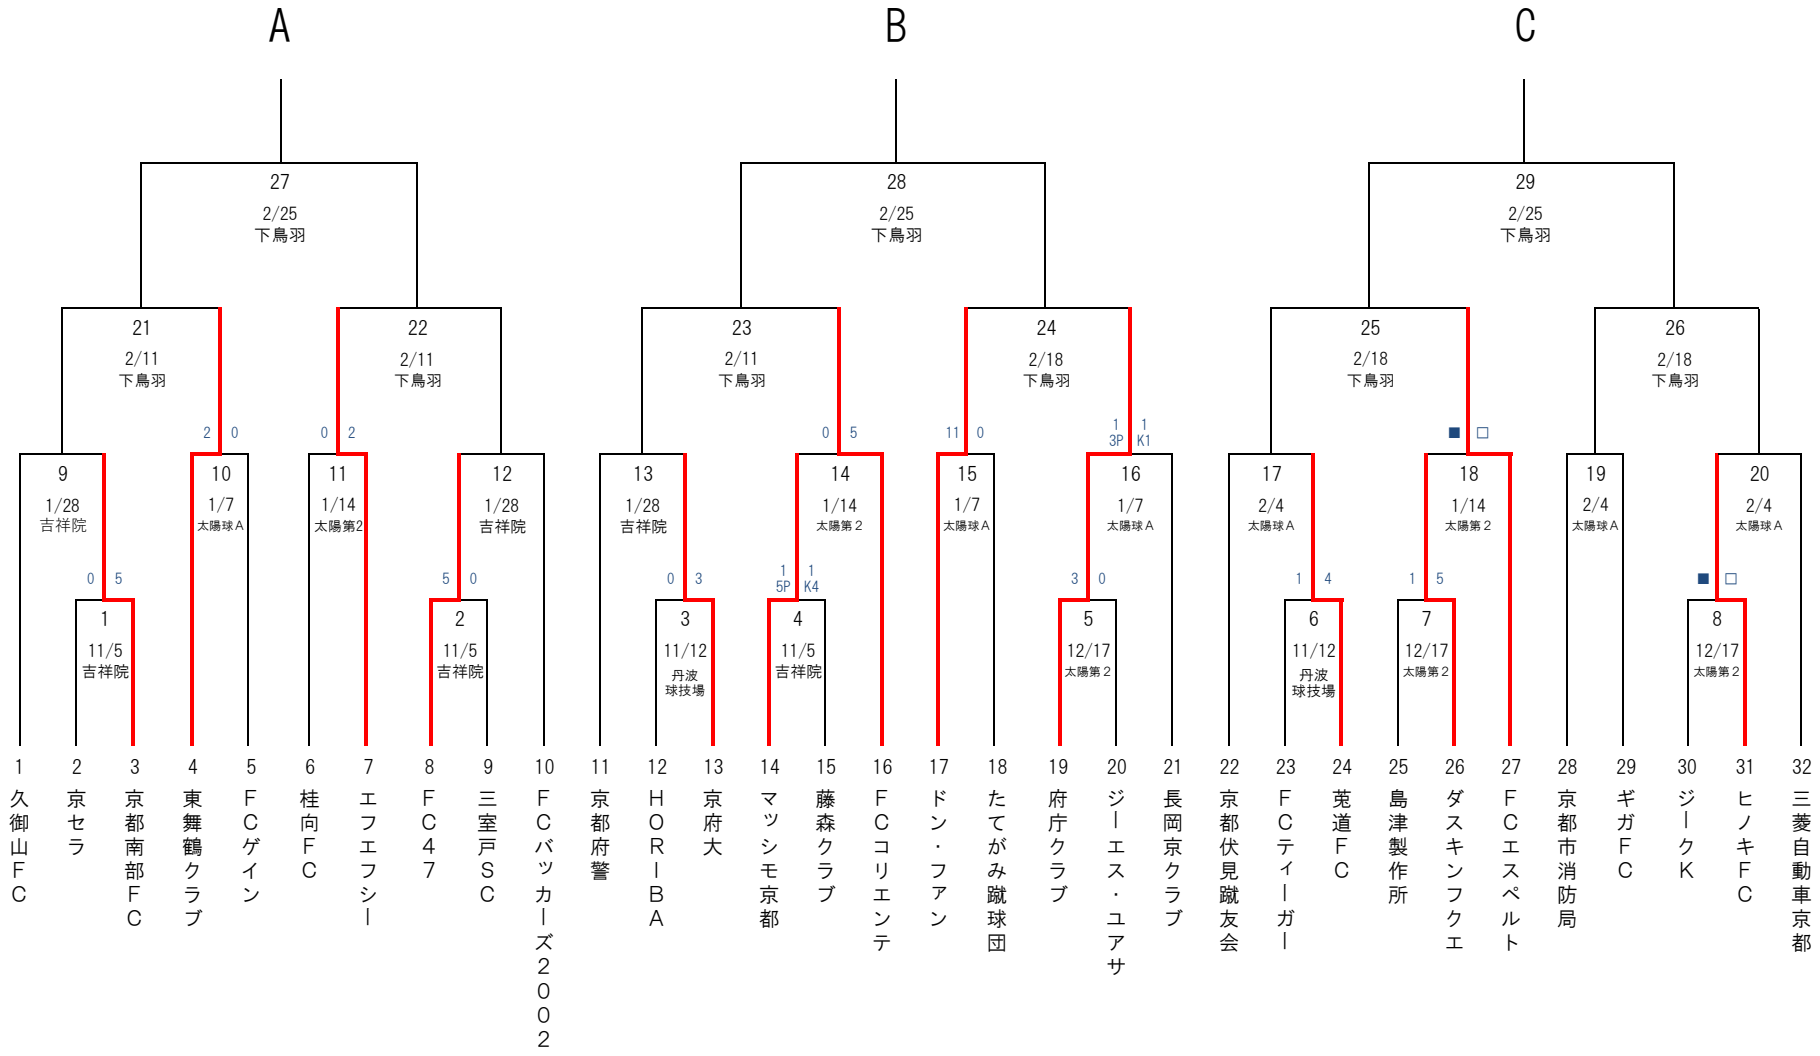 A B C
27 28 29
2/25 2/25 2/25
下鳥羽 下鳥羽 下鳥羽
21 22 23 24 25 26
2/11 2/11 2/11 2/18 2/18 2/18
下鳥羽 下鳥羽 下鳥羽 下鳥羽 下鳥羽 下鳥羽
2 0 0 2 0 5 11 0 1 1 ■ □
3P K1
9 10 11 12 13 14 15 16 17 18 19 20
1/28 1/7 1/14 1/28 1/28 1/14 1/7 1/7 2/4 1/14 2/4 2/4
吉祥院 太陽球A 太陽第2 吉祥院 吉祥院 太陽第2 太陽球A 太陽球A 太陽球A 太陽第2 太陽球A 太陽球A
0 5 5 0 0 3 1 1 3 0 1 4 1 5 ■ □
5P K4
1 2 3 4 5 6 7 8
11/5 11/5 11/12 11/5 12/17 11/12 12/17 12/17
吉祥院 吉祥院 丹波 吉祥院 太陽第2 丹波 太陽第2 太陽第2
球技場 球技場
1 2 3 4 5 6 7 8 9 10 11 12 13 14 15 16 17 18 19 20 21 22 23 24 25 26 27 28 29 30 31 32
久御山FC
京セラ
京都南部FC
東舞鶴クラブ
FCゲイン
桂向FC
エフエフシー
FC47
三室戸SC
FCバッカーズ2002
京都府警
HORIBA
京府大
マッシモ京都
藤森クラブ
FCコリエンテ
ドン・ファン
たてがみ蹴球団
府庁クラブ
ジーエス・ユアサ
長岡京クラブ
京都伏見蹴友会
FCティーガー
莵道FC
島津製作所
ダスキンフクエ
FCエスペルト
京都市消防局
ギガFC
ジークK
ヒノキFC
三菱自動車京都